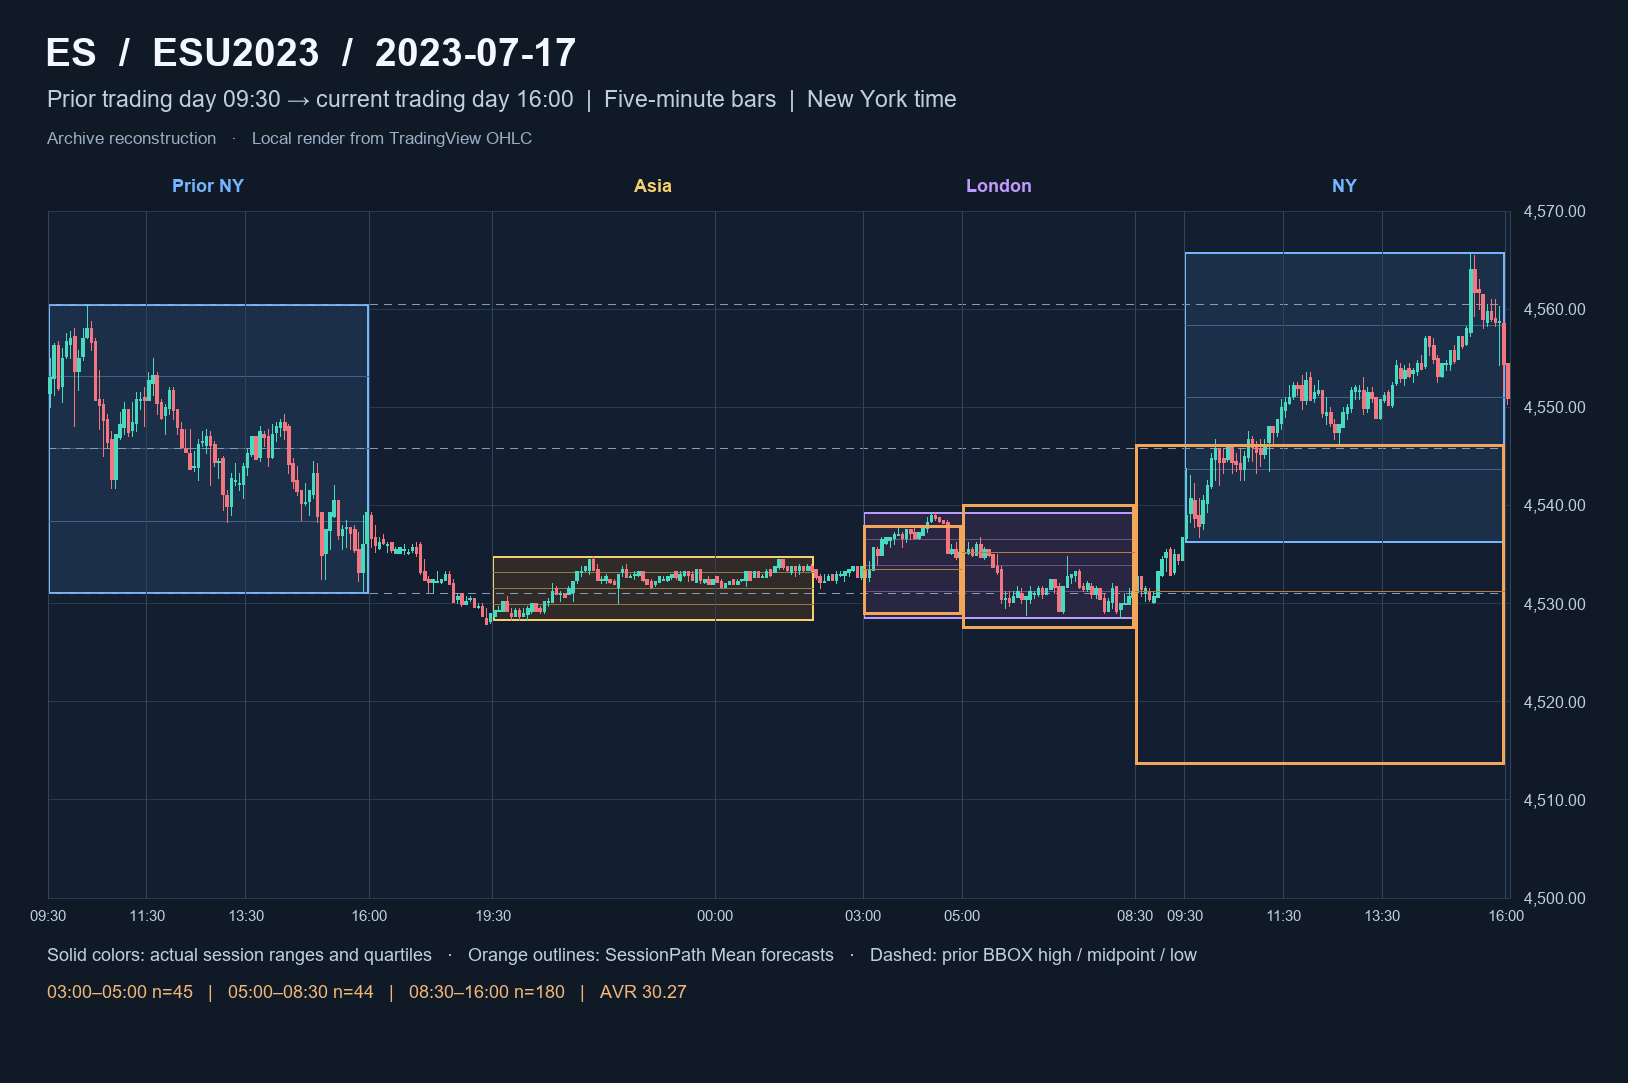 ES / ESU2023 / 2023-07-17
Prior trading day 09:30 → current trading day 16:00 | Five-minute bars | New York time
Archive reconstruction · Local render from TradingView OHLC
Prior NY Asia London NY
4,570.00
4,560.00
4,550.00
4,540.00
4,530.00
4,520.00
4,510.00
4,500.00
09:30 11:30 13:30 16:00 19:30 00:00 03:00 05:00 08:30 09:30 11:30 13:30 16:00
Solid colors: actual session ranges and quartiles · Orange outlines: SessionPath Mean forecasts · Dashed: prior BBOX high / midpoint / low
03:00–05:00 n=45 | 05:00–08:30 n=44 | 08:30–16:00 n=180 | AVR 30.27